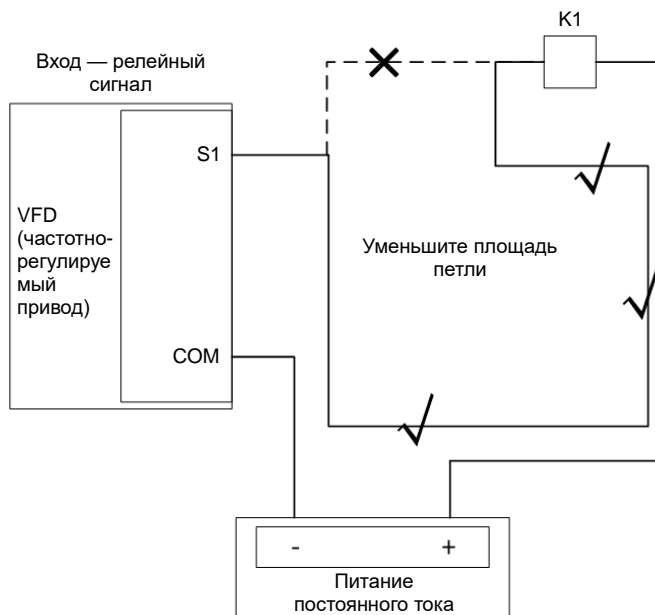 K1
Вход — релейный
сигнал
S1
VFD
(частотно-
регулируе
мый
привод)
Уменьшите площадь
петли
COM
- +
Питание
постоянного тока